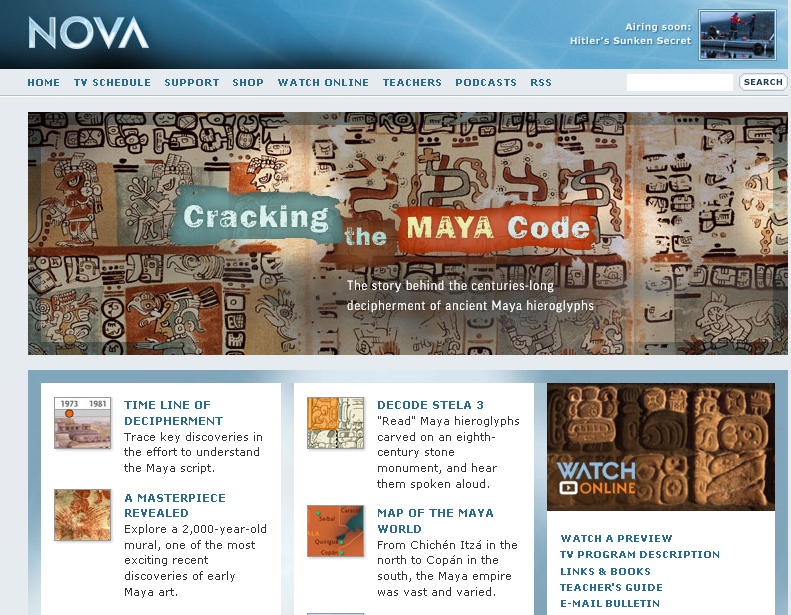 NOVA
Airing soon:
Hitler's Sunken Secret
HOME TV SCHEDULE SUPPORT SHOP WATCH ONLINE TEACHERS PODCASTS RSS
SEARCH
Cracking the MAYA Code
The story behind the centuries-long
decipherment of ancient Maya hieroglyphs
1973 1981
TIME LINE OF
DECIPHERMENT
Trace key discoveries in
the effort to understand
the Maya script.
A MASTERPIECE
REVEALED
Explore a 2,000-year-old
mural, one of the most
exciting recent
discoveries of early
Maya art.
DECODE STELA 3
"Read" Maya hieroglyphs
carved on an eighth-
century stone
monument, and hear
them spoken aloud.
Caracol
Seibal
Quirigua
Copán
MAP OF THE MAYA
WORLD
From Chichén Itzá in the
north to Copán in the
south, the Maya empire
was vast and varied.
WATCH
ONLINE
WATCH A PREVIEW
TV PROGRAM DESCRIPTION
LINKS & BOOKS
TEACHER'S GUIDE
E-MAIL BULLETIN